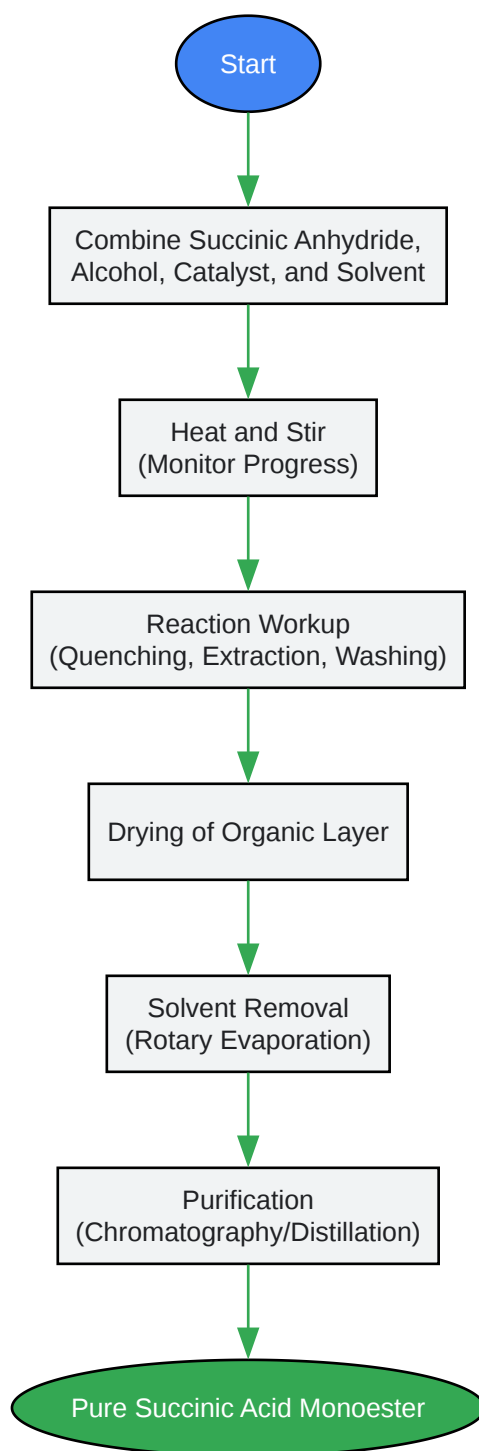 Start
Combine Succinic Anhydride,
Alcohol, Catalyst, and Solvent
Heat and Stir
(Monitor Progress)
Reaction Workup
(Quenching, Extraction, Washing)
Drying of Organic Layer
Solvent Removal
(Rotary Evaporation)
Purification
(Chromatography/Distillation)
Pure Succinic Acid Monoester